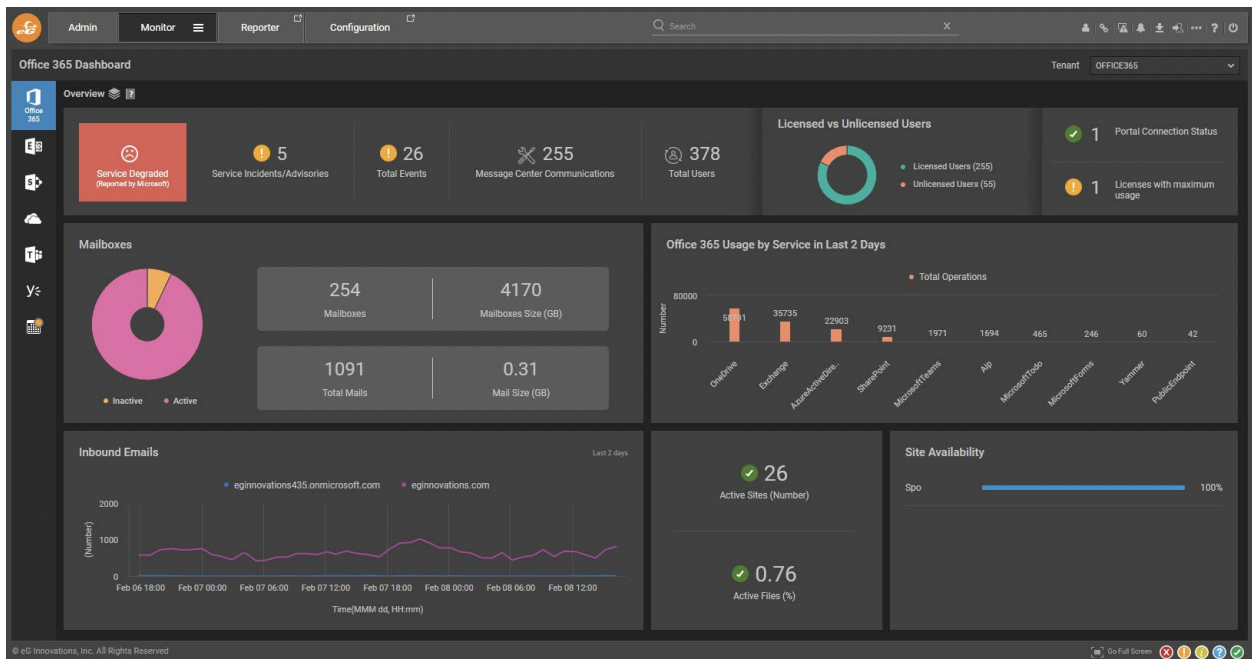 Admin
Monitor
Reporter
Configuration
Search
X
?
Office 365 Dashboard
Tenant
OFFICE365
Office
365
Overview
?
Service Degraded
(Reported by Microsoft)
5
Service Incidents/Advisories
26
Total Events
255
Message Center Communications
378
Total Users
Licensed vs Unlicensed Users
Licensed Users (255)
Unlicensed Users (55)
1 Portal Connection Status
1 Licenses with maximum
usage
Mailboxes
Inactive
Active
254
Mailboxes
4170
Mailboxes Size (GB)
1091
Total Mails
0.31
Mail Size (GB)
Office 365 Usage by Service in Last 2 Days
Total Operations
Number
80000
0
58791
35735
22903
9231
1971
1694
465
246
60
42
OneDrive
Exchange
AzureActiveDire..
SharePoint
MicrosoftTeams
Aip
MicrosoftTodo
MicrosoftForms
Yammer
PublicEndpoint
Inbound Emails
Last 2 days
eginnovations435.onmicrosoft.com
eginnovations.com
(Number)
2000
1000
0
Feb 06 18:00
Feb 07 00:00
Feb 07 06:00
Feb 07 12:00
Feb 07 18:00
Feb 08 00:00
Feb 08 06:00
Feb 08 12:00
Time(MMM dd, HH:mm)
26
Active Sites (Number)
0.76
Active Files (%)
Site Availability
Spo
100%
© eG Innovations, Inc. All Rights Reserved
Go Full Screen